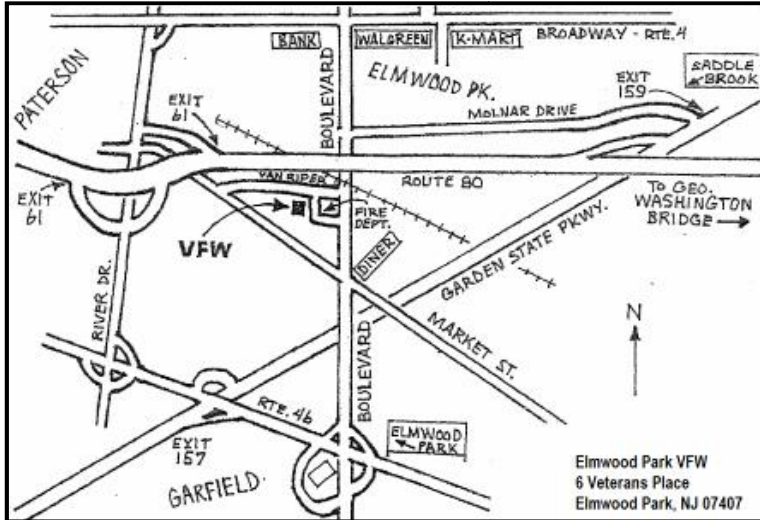 BANK
WALGREEN
K-MART
BROADWAY - RTE.4
PATERSON
EXIT
61
BOULEVARD
ELMWOOD PK.
EXIT
159
SADDLE
BROOK
MOLNAR DRIVE
VAN RIPER
ROUTE 80
EXIT
61
VFW
FIRE
DEPT.
TO GEO.
WASHINGTON
BRIDGE
DINER
GARDEN STATE PKWY.
RIVER DR.
MARKET ST.
N
BOULEVARD
RTE. 46
ELMWOOD
PARK
EXIT
157
GARFIELD.
Elmwood Park VFW
6 Veterans Place
Elmwood Park, NJ 07407